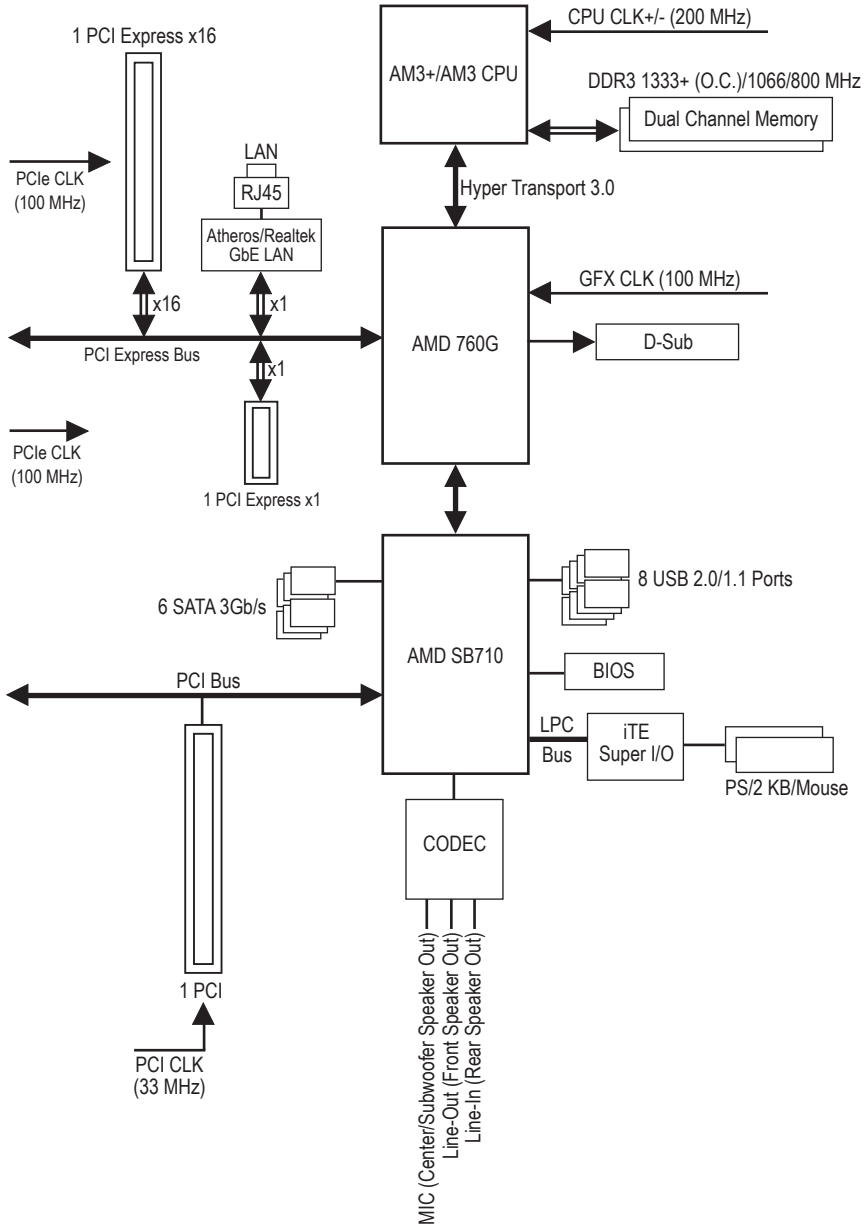 1 PCI Express x16
PCIe CLK
(100 MHz)
LAN
RJ45
Atheros/Realtek
GbE LAN
x16
x1
PCI Express Bus
x1
PCIe CLK
(100 MHz)
1 PCI Express x1
AM3+/AM3 CPU
CPU CLK+/- (200 MHz)
DDR3 1333+ (O.C.)/1066/800 MHz
Dual Channel Memory
Hyper Transport 3.0
AMD 760G
GFX CLK (100 MHz)
D-Sub
6 SATA 3Gb/s
AMD SB710
8 USB 2.0/1.1 Ports
BIOS
LPC
Bus
iTE
Super I/O
PS/2 KB/Mouse
PCI Bus
1 PCI
PCI CLK
(33 MHz)
CODEC
MIC (Center/Subwoofer Speaker Out)
Line-Out (Front Speaker Out)
Line-In (Rear Speaker Out)